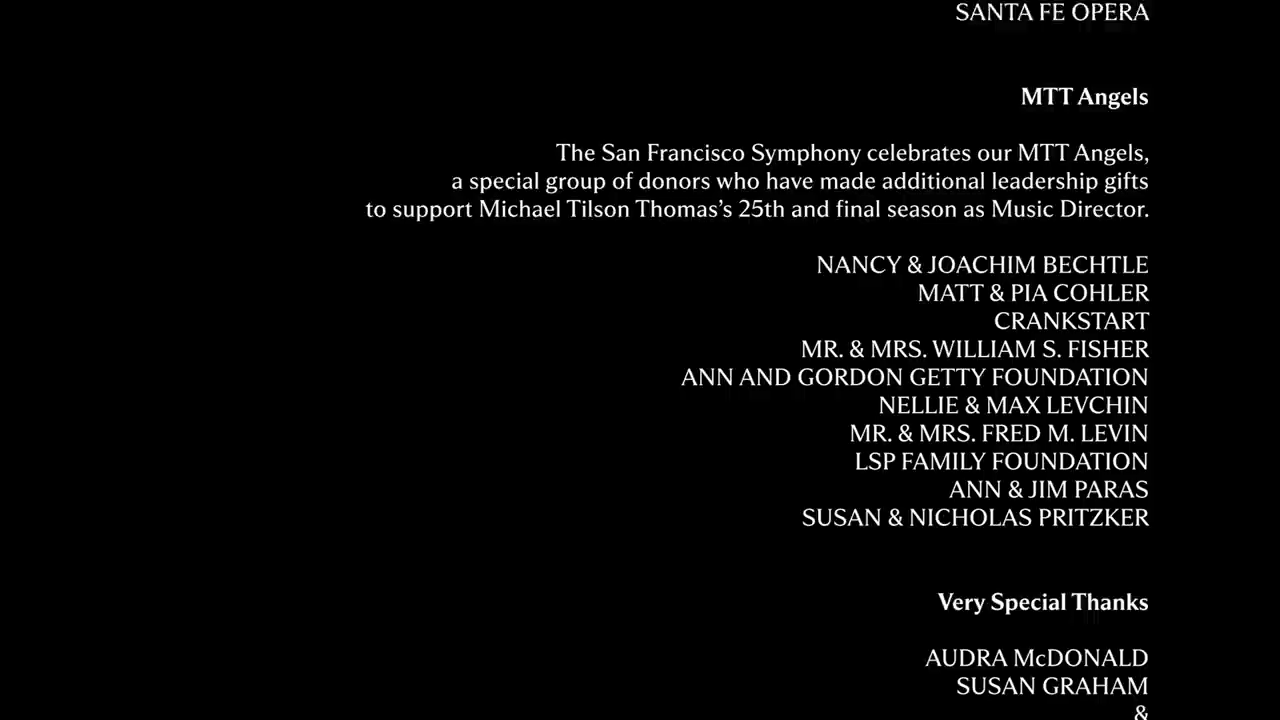 SANTA FE OPERA
MTT Angels
The San Francisco Symphony celebrates our MTT Angels,
a special group of donors who have made additional leadership gifts
to support Michael Tilson Thomas’s 25th and final season as Music Director.
NANCY & JOACHIM BECHTLE
MATT & PIA COHLER
CRANKSTART
MR. & MRS. WILLIAM S. FISHER
ANN AND GORDON GETTY FOUNDATION
NELLIE & MAX LEVCHIN
MR. & MRS. FRED M. LEVIN
LSP FAMILY FOUNDATION
ANN & JIM PARAS
SUSAN & NICHOLAS PRITZKER
Very Special Thanks
AUDRA McDONALD
SUSAN GRAHAM
&